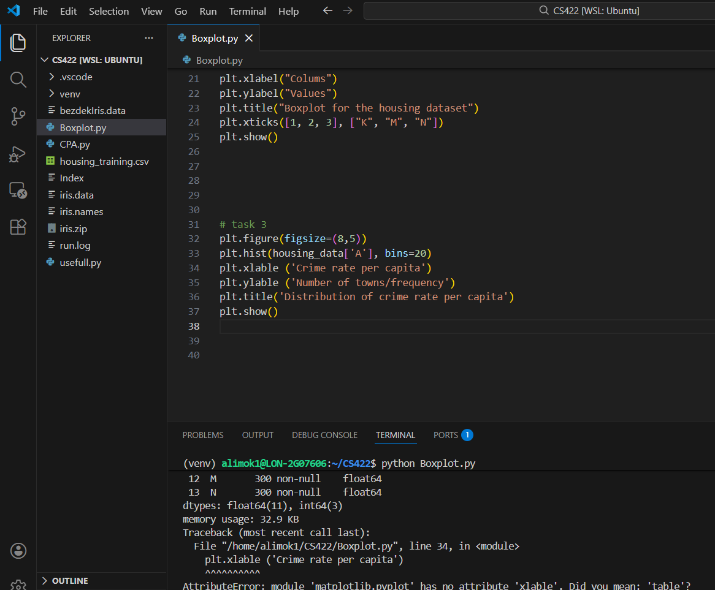 File Edit Selection View Go Run Terminal Help ← → CS422 [WSL: Ubuntu]
EXPLORER ···
CS422 [WSL: UBUNTU]
.vscode
venv
bezdekIris.data
Boxplot.py
CPA.py
housing_training.csv
Index
iris.data
iris.names
iris.zip
run.log
usefull.py
OUTLINE
Boxplot.py ×
Boxplot.py
21 plt.xlabel("Colums")
22 plt.ylabel("Values")
23 plt.title("Boxplot for the housing dataset")
24 plt.xticks([1, 2, 3], ["K", "M", "N"])
25 plt.show()
26
27
28
29
30
31 # task 3
32 plt.figure(figsize=(8,5))
33 plt.hist(housing_data['A'], bins=20)
34 plt.xlable ('Crime rate per capita')
35 plt.ylable ('Number of towns/frequency')
36 plt.title('Distribution of crime rate per capita')
37 plt.show()
38
39
40
PROBLEMS OUTPUT DEBUG CONSOLE TERMINAL PORTS 1
(venv) alimok1@LON-2G07606:~/CS422$ python Boxplot.py
12 M 300 non-null float64
13 N 300 non-null float64
dtypes: float64(11), int64(3)
memory usage: 32.9 KB
Traceback (most recent call last):
File "/home/alimok1/CS422/Boxplot.py", line 34, in <module>
plt.xlable ('Crime rate per capita')
^^^^^^^^^^
AttributeError: module 'matplotlib.pyplot' has no attribute 'xlable'. Did you mean: 'table'?